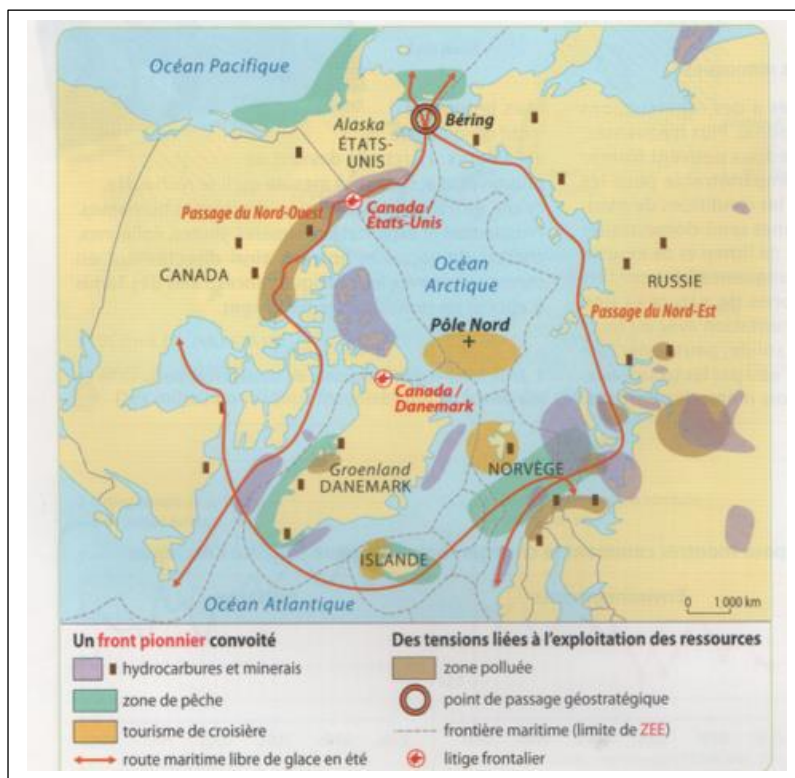 Océan Pacifique
Béring
Alaska
ÉTATS-
UNIS
Passage du Nord-Ouest
Canada /
États-Unis
CANADA
Océan
Arctique
RUSSIE
Passage du Nord-Est
Pôle Nord
Canada /
Danemark
Groenland
DANEMARK
NORVÈGE
ISLANDE
Océan Atlantique
0 1 000 km
Un front pionnier convoité
hydrocarbures et minerais
zone de pêche
tourisme de croisière
route maritime libre de glace en été
Des tensions liées à l'exploitation des ressources
zone polluée
point de passage géostratégique
frontière maritime (limite de ZEE)
litige frontalier